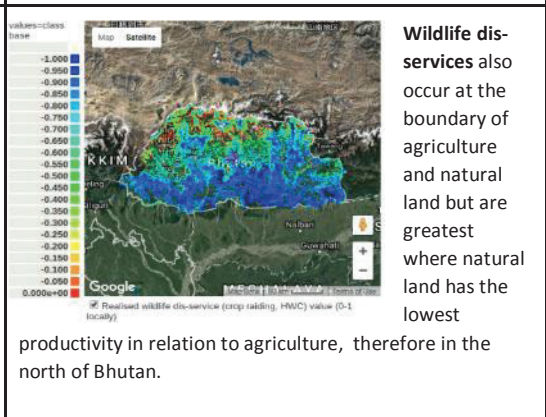 values=class
base
-1.000
-0.950
-0.900
-0.850
-0.800
-0.750
-0.700
-0.650
-0.600
-0.550
-0.500
-0.450
-0.400
-0.350
-0.300
-0.250
-0.200
-0.150
-0.100
-0.050
0.000e+00
Map Satellite
KKIM
Bhutan
Tawang
Nalbari
Guwahati
Google
Terms of Use
Realised wildlife dis-service (crop raiding, HWC) value (0-1
locally)
Wildlife dis-
services also
occur at the
boundary of
agriculture
and natural
land but are
greatest
where natural
land has the
lowest
productivity in relation to agriculture, therefore in the
north of Bhutan.